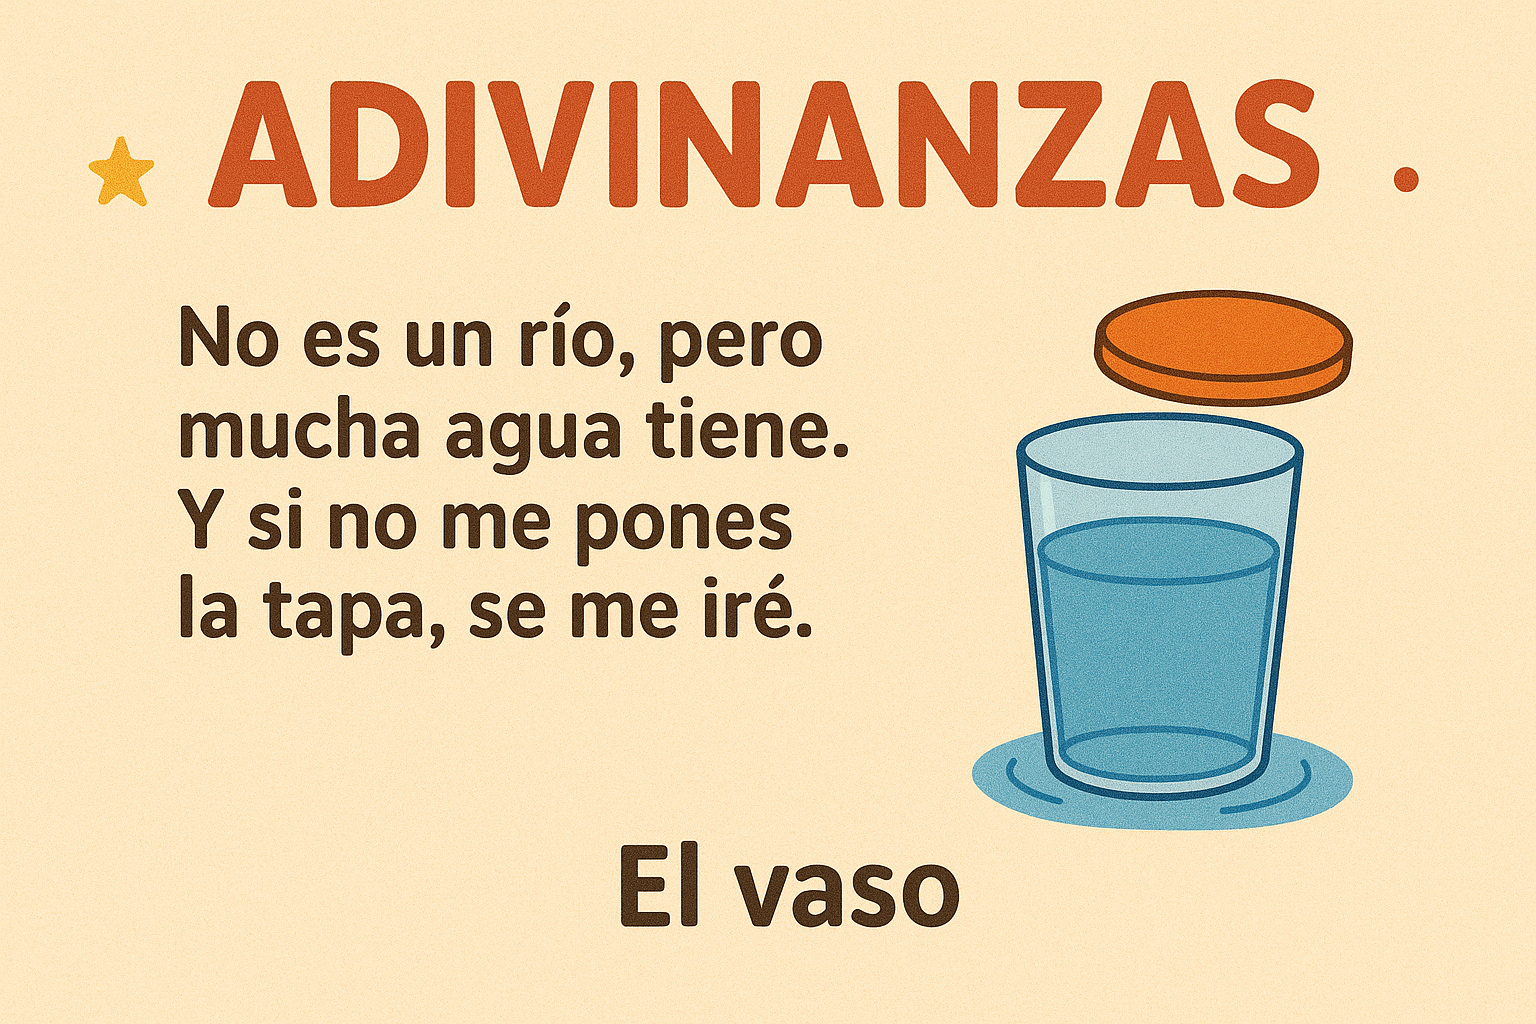 ADIVINANZAS
No es un río, pero
mucha agua tiene.
Y si no me pones
la tapa, se me iré.
El vaso